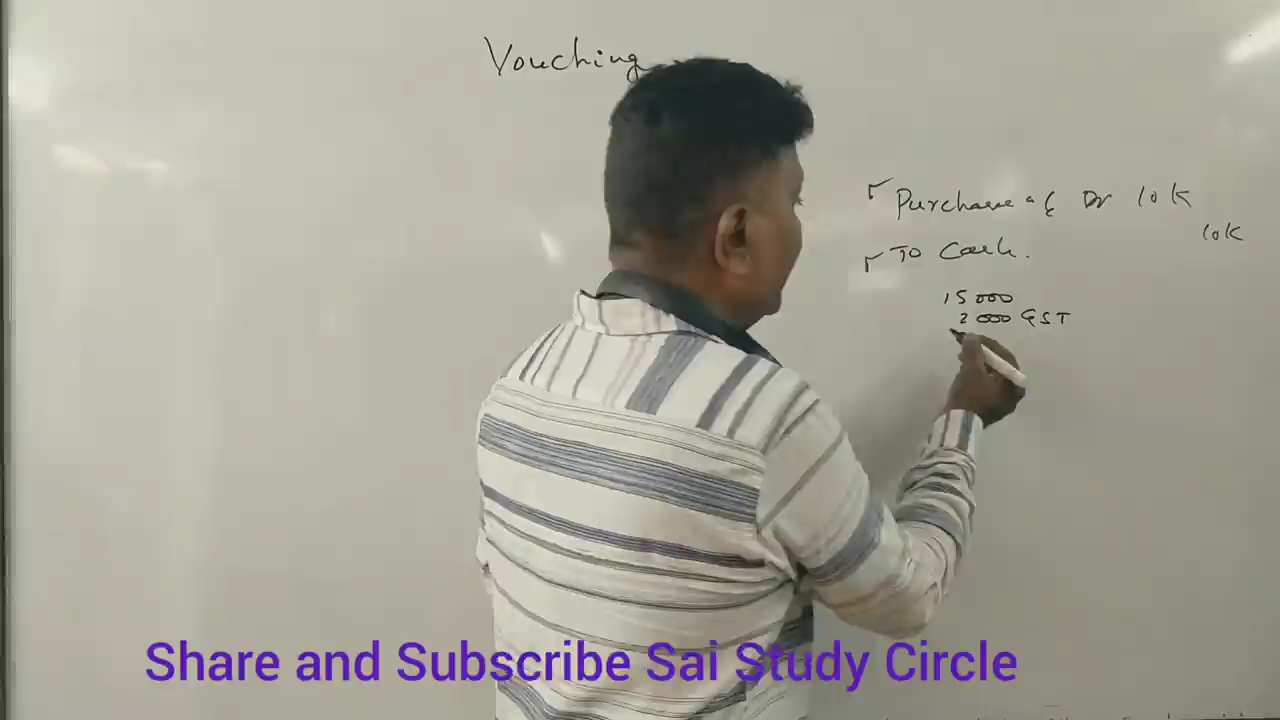 Vouching
Purchase a/c Dr 10K
10K
To Cash.
15000
2000 GST
Share and Subscribe Sai Study Circle